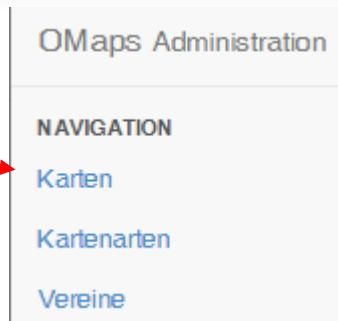 OMaps Administration
NAVIGATION
Karten
Kartenarten
Vereine